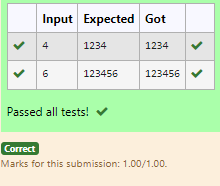 Input Expected Got
4 1234 1234
6 123456 123456
Passed all tests!
Correct
Marks for this submission: 1.00/1.00.